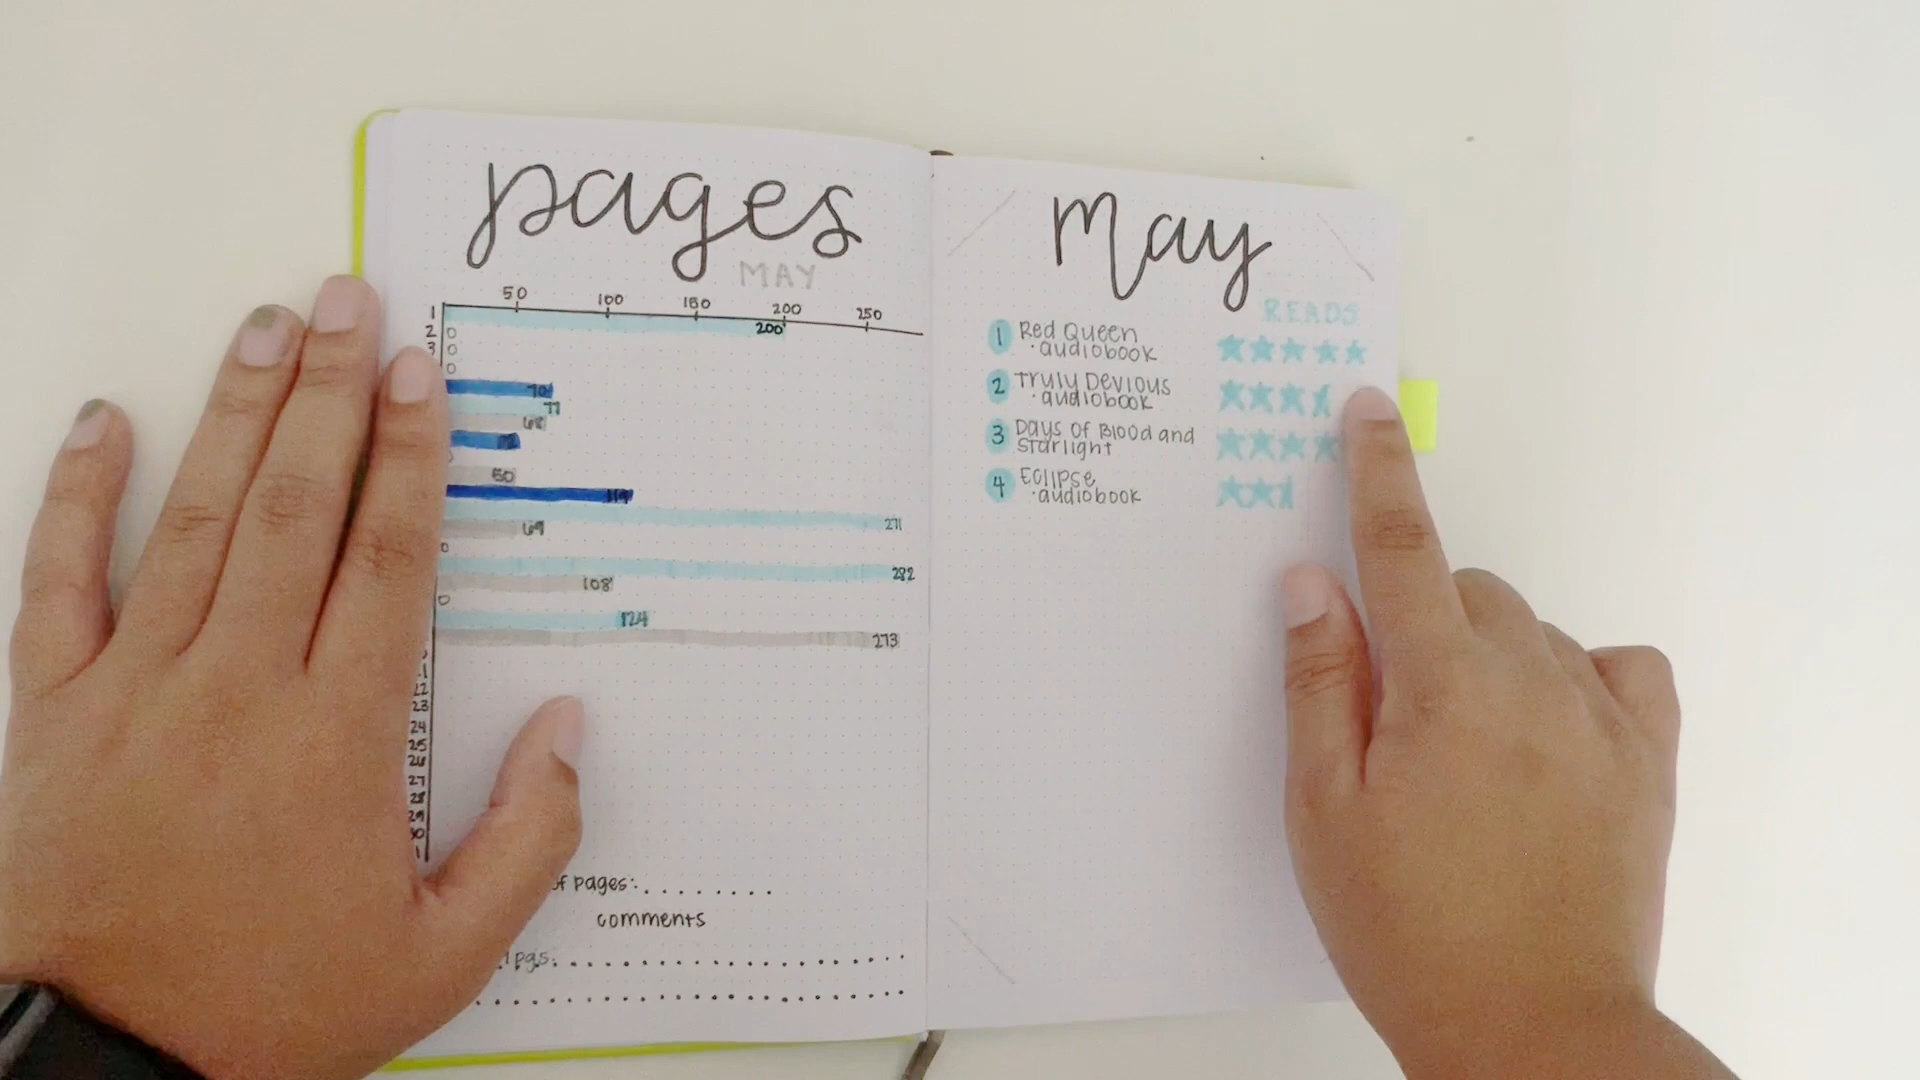 pages
MAY
50 100 150 200 250
1
200
2 0
3 0
0
70
77
68
50
119
271
69
0
282
108
0
124
273
22
23
24
25
26
27
28
29
30
of pages:
comments
pgs:
May
READS
1 Red Queen
·audiobook
2 Truly Devious
·audiobook
3 Days of Blood and
Starlight
4 Eclipse
·audiobook